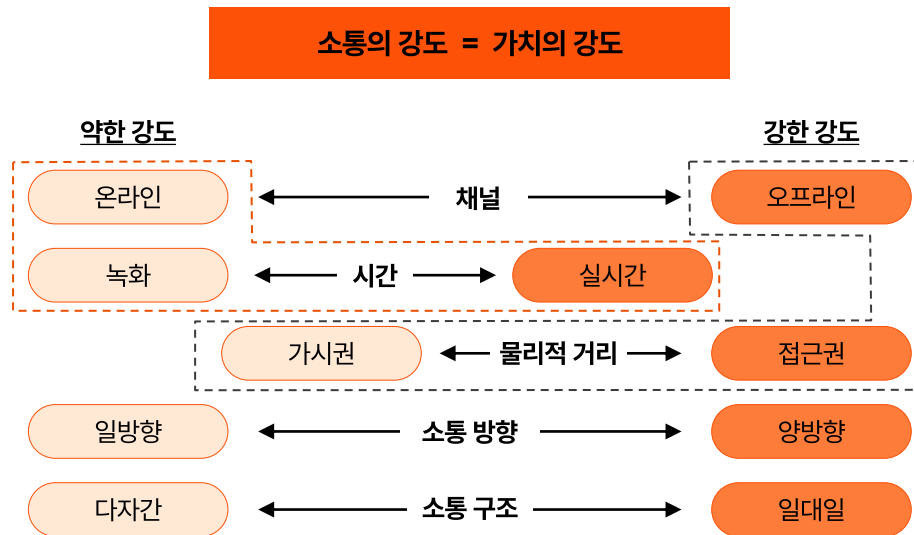 소통의 강도 = 가치의 강도
약한 강도 강한 강도
온라인 채널 오프라인
녹화 시간 실시간
가시권 물리적 거리 접근권
일방향 소통 방향 양방향
다자간 소통 구조 일대일